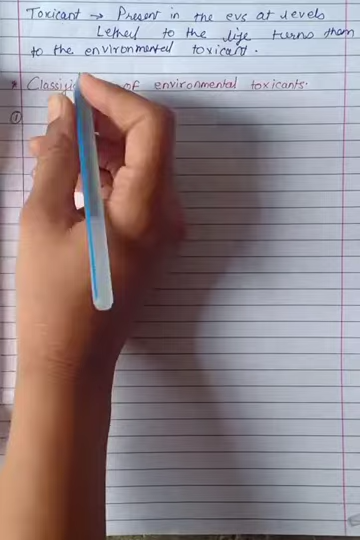 Toxicant → Present in the evs at levels
Lethal to the life turns them
to the environmental toxicant.
* of environmental toxicants.
①